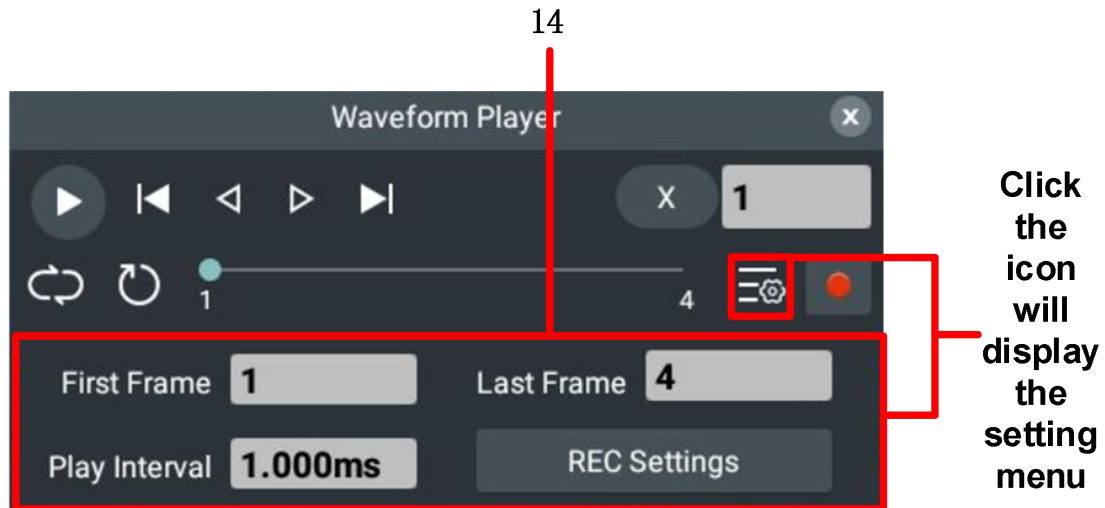 14
Waveform Player
X
X 1
1 4
First Frame 1 Last Frame 4
Play Interval 1.000ms REC Settings
Click
the
icon
will
display
the
setting
menu